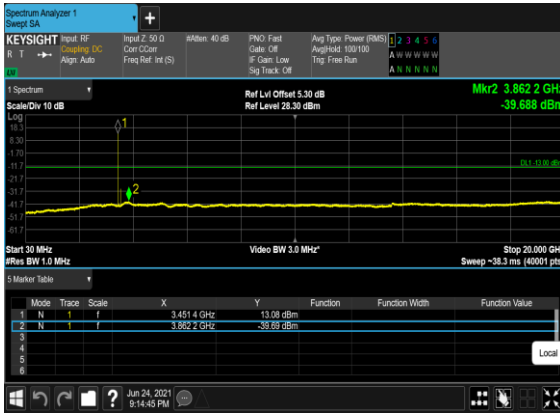 Spectrum Analyzer 1
Swept SA
+
KEYSIGHT Input: RF Input Z: 50 Ω #Atten: 40 dB PNO: Fast Avg Type: Power (RMS) 1 2 3 4 5 6
R T Coupling: DC Corr CCorr Gate: Off Avg|Hold: 100/100 A W W W W W
Align: Auto Freq Ref: Int (S) IF Gain: Low Trig: Free Run
LXI Sig Track: Off A N N N N N
1 Spectrum Ref Lvl Offset 5.30 dB Mkr2 3.862 2 GHz
Scale/Div 10 dB Ref Level 28.30 dBm -39.688 dBm
Log
18.3
8.30
-1.70
-11.7
DL1 -13.00 dBm
-21.7
-31.7
-41.7
-51.7
-61.7
1
2
Start 30 MHz Video BW 3.0 MHz* Stop 20.000 GHz
#Res BW 1.0 MHz Sweep ~38.3 ms (40001 pts)
5 Marker Table
Mode Trace Scale X Y Function Function Width Function Value
1 N 1 f 3.451 4 GHz 13.08 dBm
2 N 1 f 3.862 2 GHz -39.69 dBm
3
4
5
6
Local
? Jun 24, 2021
9:14:45 PM